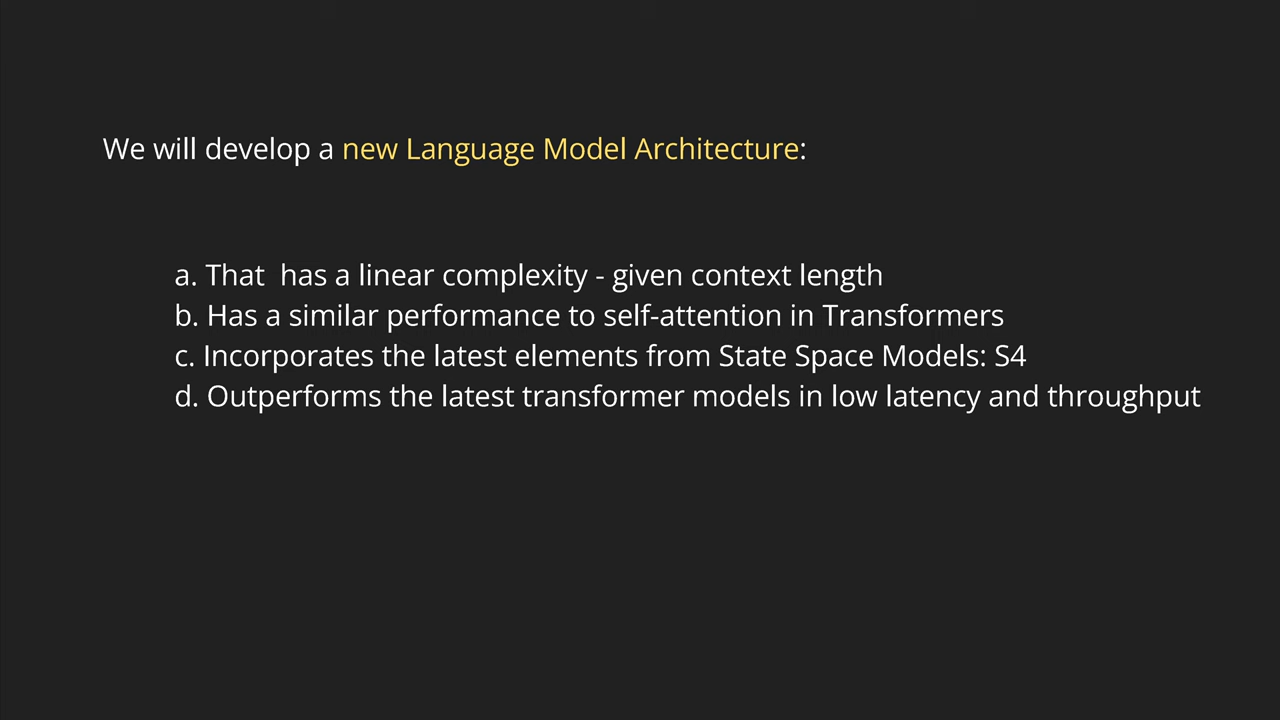 We will develop a new Language Model Architecture:
a. That  has a linear complexity - given context length
b. Has a similar performance to self-attention in Transformers
c. Incorporates the latest elements from State Space Models: S4
d. Outperforms the latest transformer models in low latency and throughput